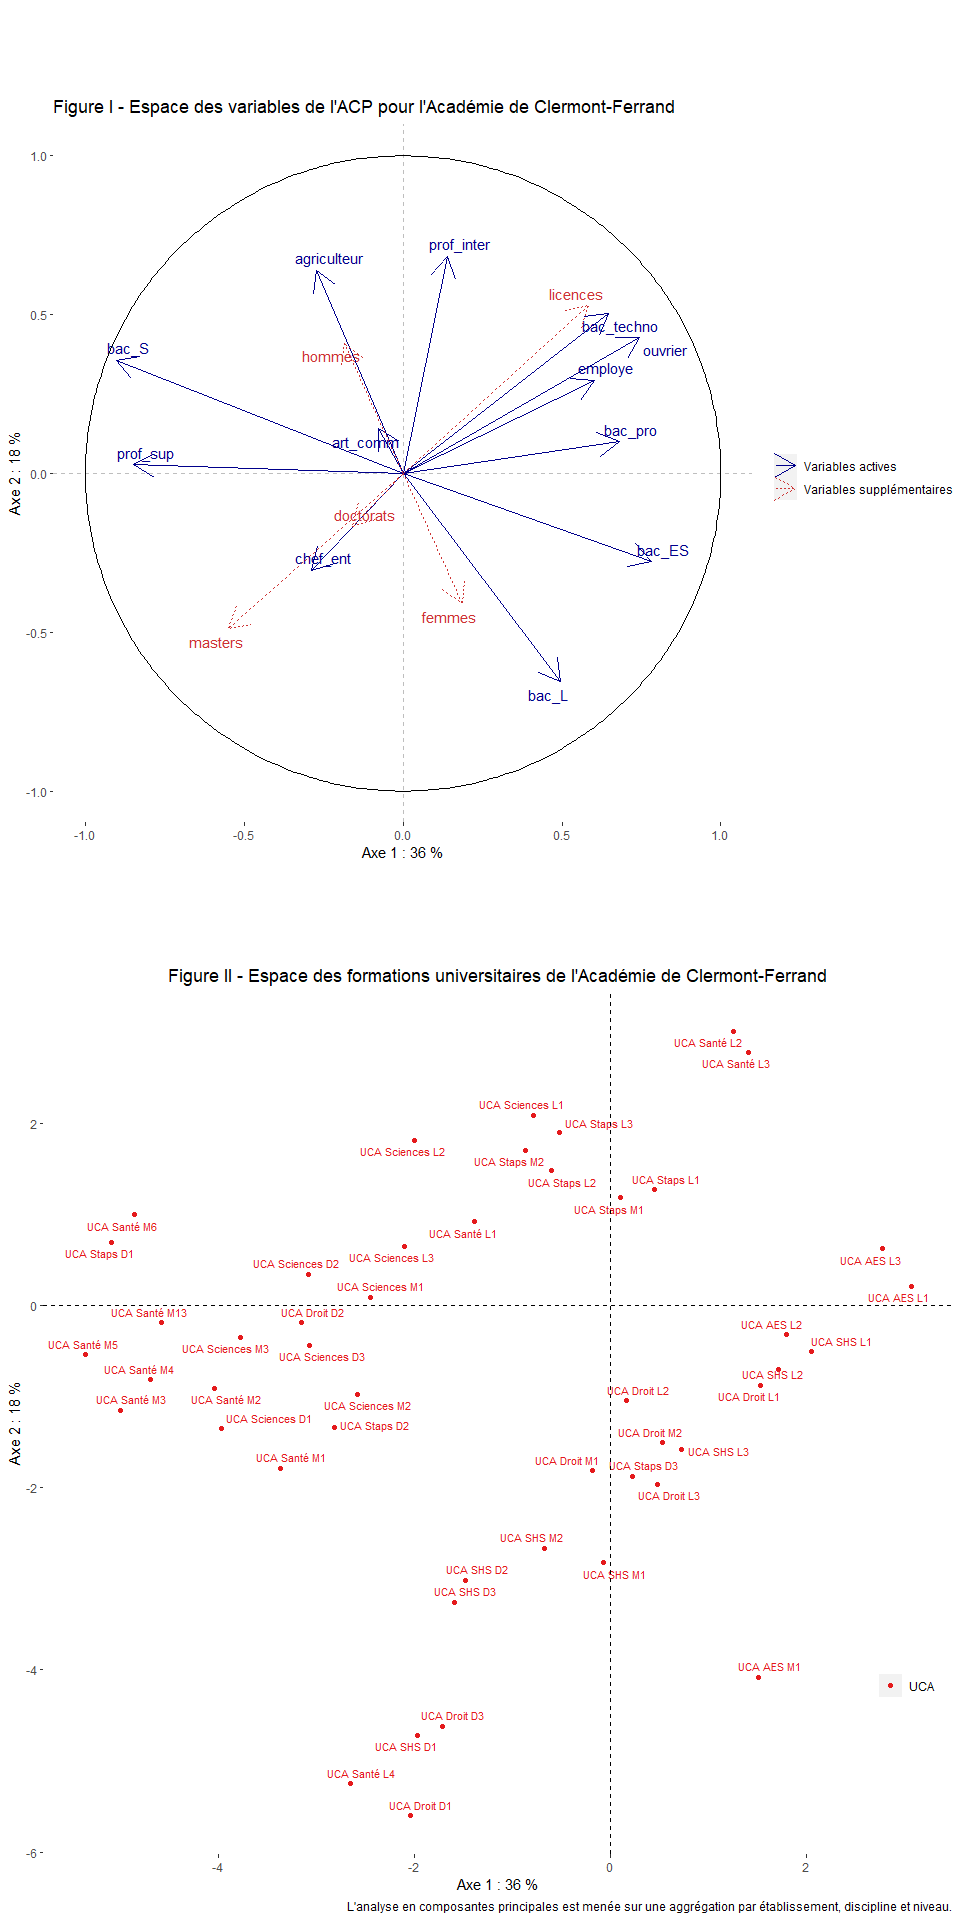 Figure I - Espace des variables de l'ACP pour l'Académie de Clermont-Ferrand
1.0
prof_inter
agriculteur
licences
0.5
bac_techno
bac_S
ouvrier
hommes
employe
bac_pro
art_comm
prof_sup
Variables actives
0.0
Axe 2 : 18 %
Variables supplémentaires
doctorats
bac_ES
chef_ent
femmes
-0.5
masters
bac_L
-1.0
-1.0
-0.5
0.0
0.5
1.0
Axe 1 : 36 %
Figure II - Espace des formations universitaires de l'Académie de Clermont-Ferrand
UCA Santé L2
UCA Santé L3
UCA Sciences L1
2
UCA Staps L3
UCA Sciences L2
UCA Staps M2
UCA Staps L2
UCA Staps L1
UCA Staps M1
UCA Santé M6
UCA Santé L1
UCA Staps D1
UCA Sciences D2
UCA Sciences L3
UCA AES L3
UCA Sciences M1
UCA AES L1
0
UCA Santé M13
UCA Droit D2
UCA AES L2
UCA Santé M5
UCA Sciences M3
UCA Sciences D3
UCA SHS L1
UCA Santé M4
UCA SHS L2
UCA Santé M3
UCA Santé M2
UCA Sciences M2
UCA Droit L2
UCA Droit L1
UCA Sciences D1
UCA Staps D2
Axe 2 : 18 %
UCA Droit M2
UCA SHS L3
UCA Santé M1
UCA Droit M1
UCA Staps D3
-2
UCA Droit L3
UCA SHS M2
UCA SHS D2
UCA SHS M1
UCA SHS D3
-4
UCA AES M1
UCA
UCA Droit D3
UCA SHS D1
UCA Santé L4
UCA Droit D1
-6
-4
-2
0
2
Axe 1 : 36 %
L'analyse en composantes principales est menée sur une aggrégation par établissement, discipline et niveau.